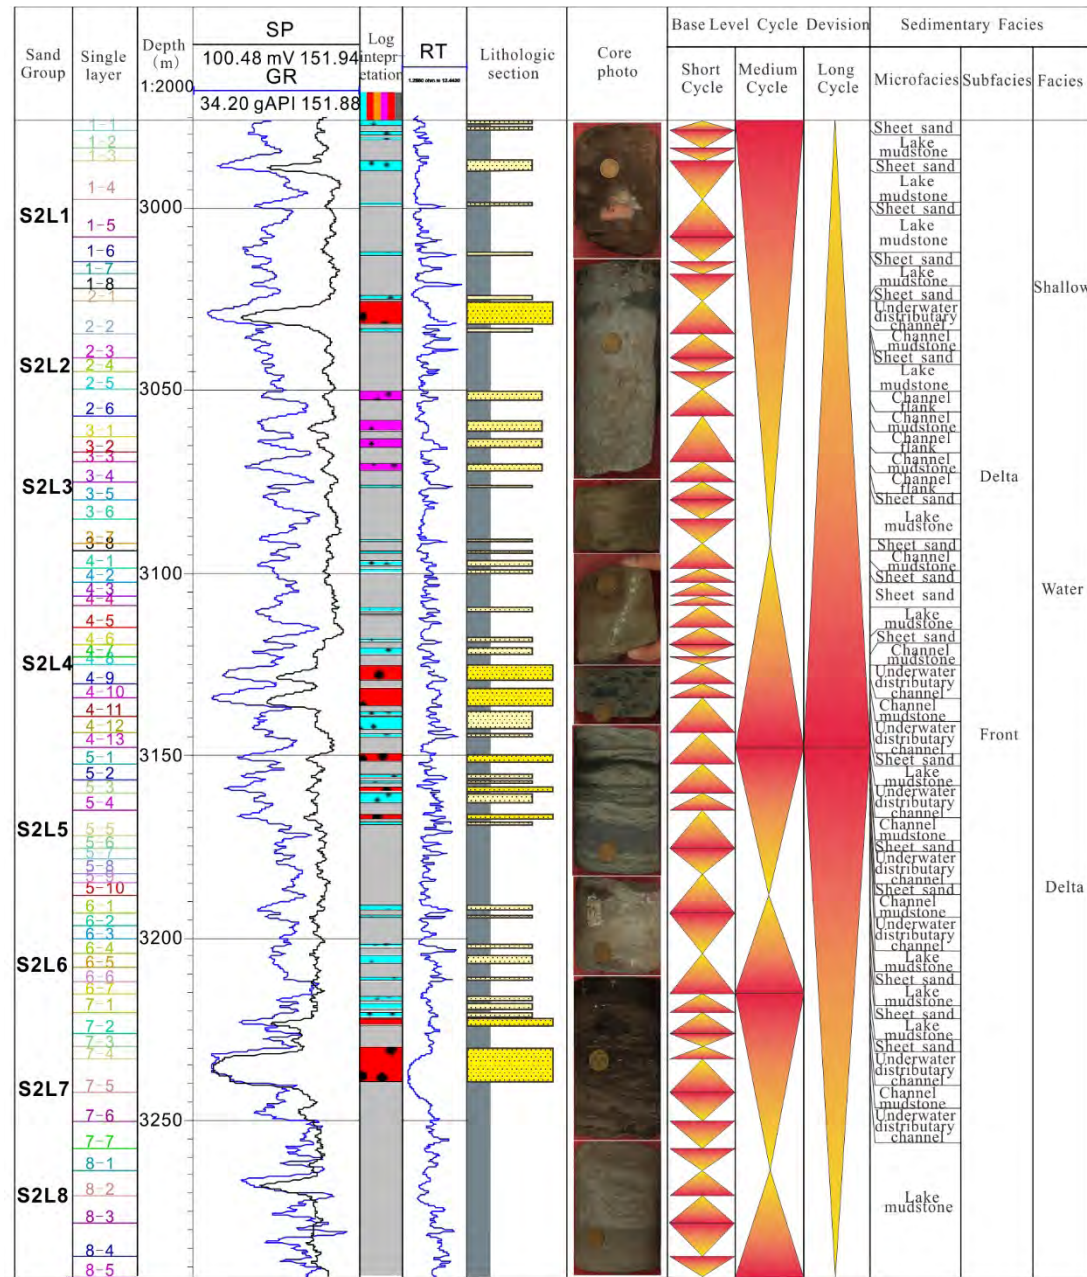 Sand
Group
Single
layer
Depth
(m)
1:2000
SP
100.48 mV 151.94
GR
34.20 gAPI 151.88
Log
intepr-
etation
RT
Lithologic
section
Core
photo
Base Level Cycle Devision
Short
Cycle
Medium
Cycle
Long
Cycle
Sedimentary Facies
Microfacies
Subfacies
Facies
S2L1
S2L2
S2L3
S2L4
S2L5
S2L6
S2L7
S2L8
1-1
1-2
1-3
1-4
1-5
1-6
1-7
1-8
2-1
2-2
2-3
2-4
2-5
2-6
3-1
3-2
3-3
3-4
3-5
3-6
3-7
3-8
4-1
4-2
4-3
4-4
4-5
4-6
4-7
4-8
4-9
4-10
4-11
4-12
4-13
5-1
5-2
5-3
5-4
5-5
5-6
5-7
5-8
5-9
5-10
6-1
6-2
6-3
6-4
6-5
6-6
6-7
7-1
7-2
7-3
7-4
7-5
7-6
7-7
8-1
8-2
8-3
8-4
8-5
3000
3050
3100
3150
3200
3250
Sheet sand
Lake
mudstone
Sheet sand
Lake
mudstone
Sheet sand
Lake
mudstone
Sheet sand
Lake
mudstone
Sheet sand
Underwater
distributary
channel
Channel
mudstone
Sheet sand
Lake
mudstone
Channel
flank
Channel
mudstone
Channel
flank
Channel
mudstone
Channel
flank
Sheet sand
Lake
mudstone
Sheet sand
Channel
mudstone
Sheet sand
Sheet sand
Lake
mudstone
Sheet sand
Channel
mudstone
Underwater
distributary
channel
Channel
mudstone
Underwater
distributary
channel
Sheet sand
Lake
mudstone
Underwater
distributary
channel
Channel
mudstone
Sheet sand
Underwater
distributary
channel
Sheet sand
Channel
mudstone
Underwater
distributary
channel
Lake
mudstone
Sheet sand
Lake
mudstone
Sheet sand
Lake
mudstone
Sheet sand
Underwater
distributary
channel
Channel
mudstone
Underwater
distributary
channel
Lake
mudstone
Delta
Front
Shallow
Water
Delta